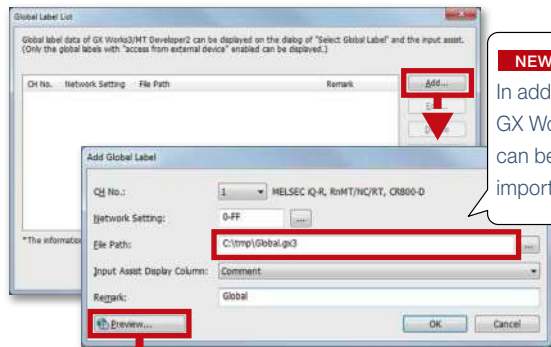 Global Label List
Global label data of GX Works3/MT Developer2 can be displayed on the dialog of "Select Global Label" and the input assist.
(Only the global labels with "access from external device" enabled can be displayed.)
CH No. Network Setting File Path Remark
Add...
NEW
In add
GX Wo
can be
import
Add Global Label
CH No.: 1 MELSEC iQ-R, RnMT/NC/RT, CR800-D
Network Setting: 0-FF ...
File Path: C:\tmp\Global.gx3 ...
Input Assist Display Column: Comment
Remark: Global
*The information
Preview... OK Cancel